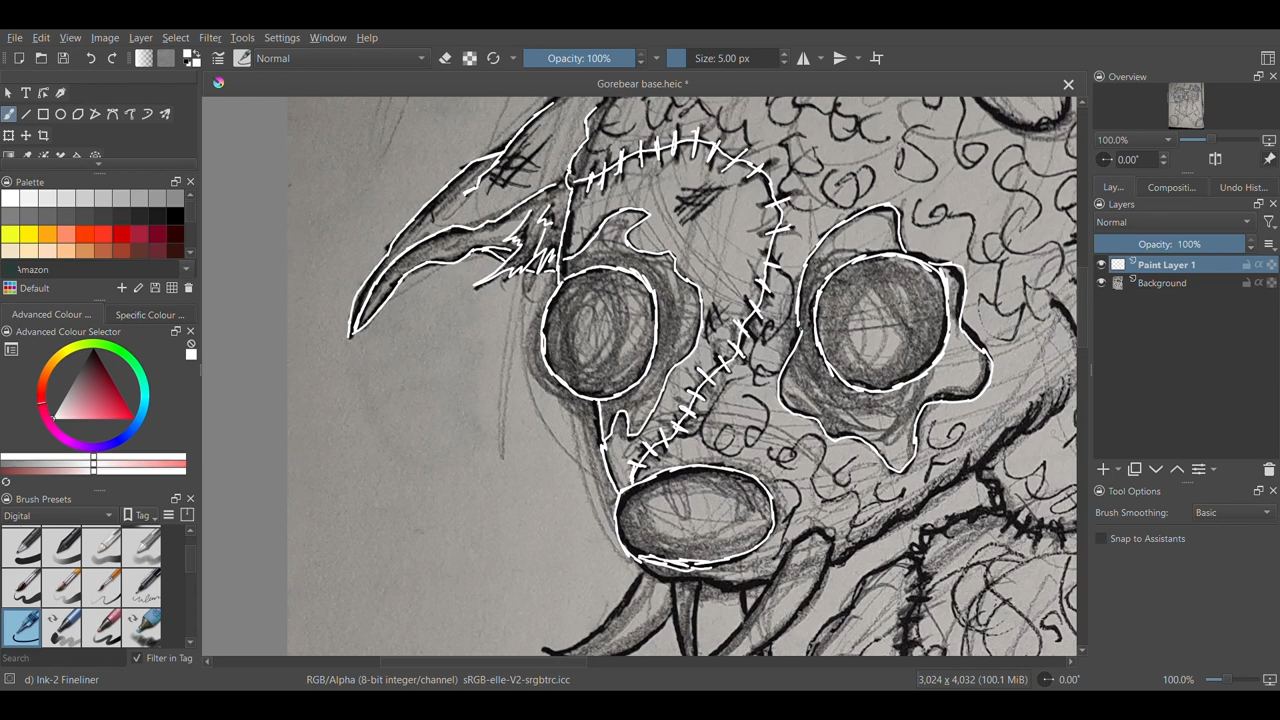 File Edit View Image Layer Select Filter Tools Settings Window Help
Normal Opacity: 100% Size: 5.00 px
Gorebear base.heic *
Palette
Amazon
Default
Advanced Colour ... Specific Colour ...
Advanced Colour Selector
Brush Presets
Digital Tag
Search Filter in Tag
d) Ink-2 Fineliner RGB/Alpha (8-bit integer/channel) sRGB-elle-V2-srgbtrc.icc 3,024 x 4,032 (100.1 MiB) 0.00° 100.0%
Overview
100.0%
0.00°
Lay... Compositi... Undo His...
Layers
Normal
Opacity: 100%
Paint Layer 1
Background
Tool Options
Brush Smoothing: Basic
Snap to Assistants